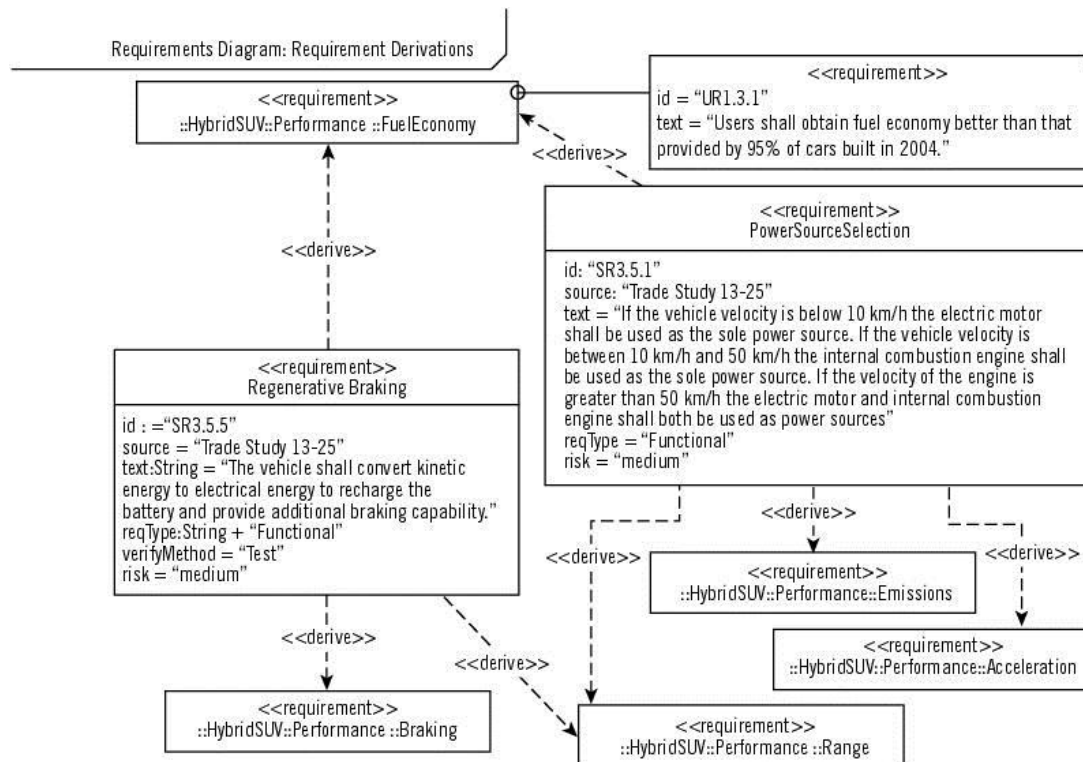 Requirements Diagram: Requirement Derivations
<<requirement>>
::HybridSUV::Performance ::FuelEconomy
<<requirement>>
id = “UR1.3.1”
text = “Users shall obtain fuel economy better than that
provided by 95% of cars built in 2004.”
<<derive>>
<<requirement>>
PowerSourceSelection
id: “SR3.5.1”
source: “Trade Study 13-25”
text = “If the vehicle velocity is below 10 km/h the electric motor
shall be used as the sole power source. If the vehicle velocity is
between 10 km/h and 50 km/h the internal combustion engine shall
be used as the sole power source. If the velocity of the engine is
greater than 50 km/h the electric motor and internal combustion
engine shall both be used as power sources”
reqType = “Functional”
risk = “medium”
<<derive>>
<<requirement>>
Regenerative Braking
id : =“SR3.5.5”
source = “Trade Study 13-25”
text:String = “The vehicle shall convert kinetic
energy to electrical energy to recharge the
battery and provide additional braking capability.”
reqType:String + “Functional”
verifyMethod = “Test”
risk = “medium”
<<derive>>
<<derive>>
<<derive>>
<<requirement>>
::HybridSUV::Performance::Emissions
<<derive>>
<<derive>>
<<requirement>>
::HybridSUV::Performance::Acceleration
<<requirement>>
::HybridSUV::Performance ::Braking
<<requirement>>
::HybridSUV::Performance ::Range